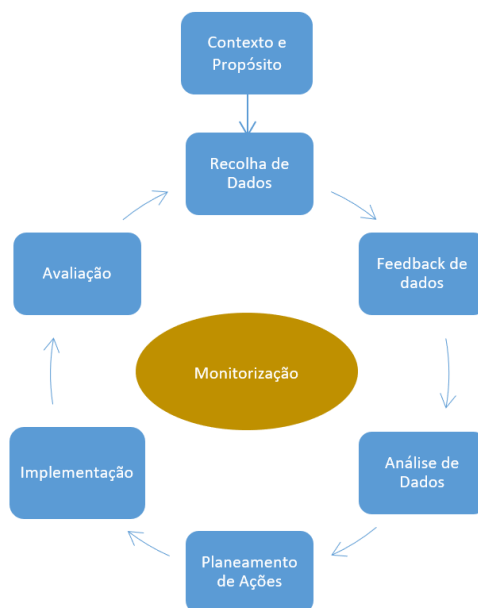 Contexto e
Propósito
Recolha de
Dados
Feedback de
dados
Avaliação
Monitorização
Análise de
Dados
Implementação
Planeamento
de Ações